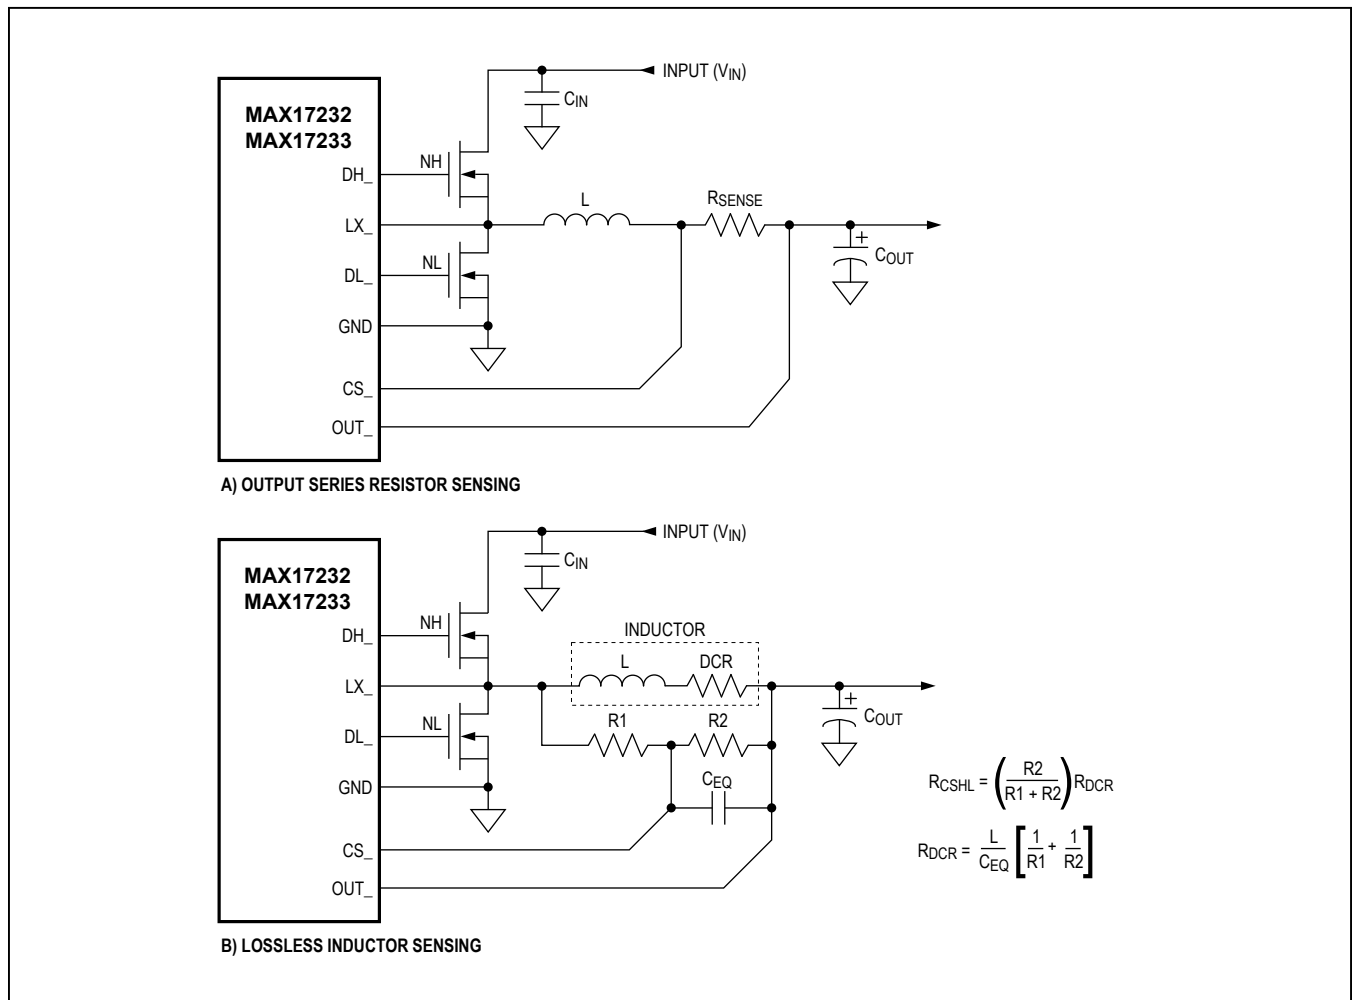 INPUT (VIN)
CIN
MAX17232
MAX17233
DH_
NH
LX_
L
RSENSE
DL_
NL
+
COUT
GND
CS_
OUT_
A) OUTPUT SERIES RESISTOR SENSING
INPUT (VIN)
CIN
MAX17232
MAX17233
DH_
NH
INDUCTOR
L
DCR
LX_
+
COUT
DL_
NL
R1
R2
GND
CEQ
CS_
OUT_
RCSHL = (R2 / (R1 + R2)) RDCR
RDCR = L / CEQ [1 / R1 + 1 / R2]
B) LOSSLESS INDUCTOR SENSING